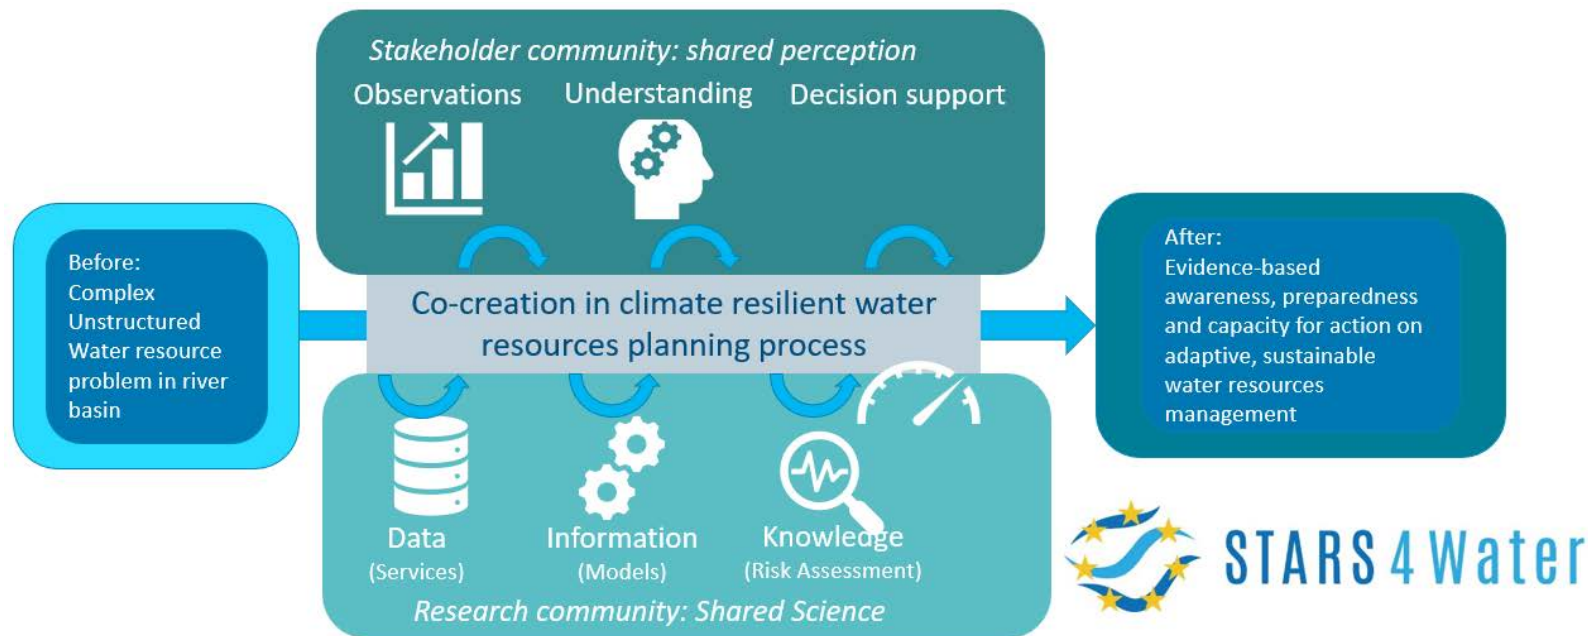 Stakeholder community: shared perception
Observations
Understanding
Decision support
Before:
Complex
Unstructured
Water resource
problem in river
basin
Co-creation in climate resilient water
resources planning process
After:
Evidence-based
awareness, preparedness
and capacity for action on
adaptive, sustainable
water resources
management
Data
(Services)
Information
(Models)
Knowledge
(Risk Assessment)
Research community: Shared Science
STARS4Water